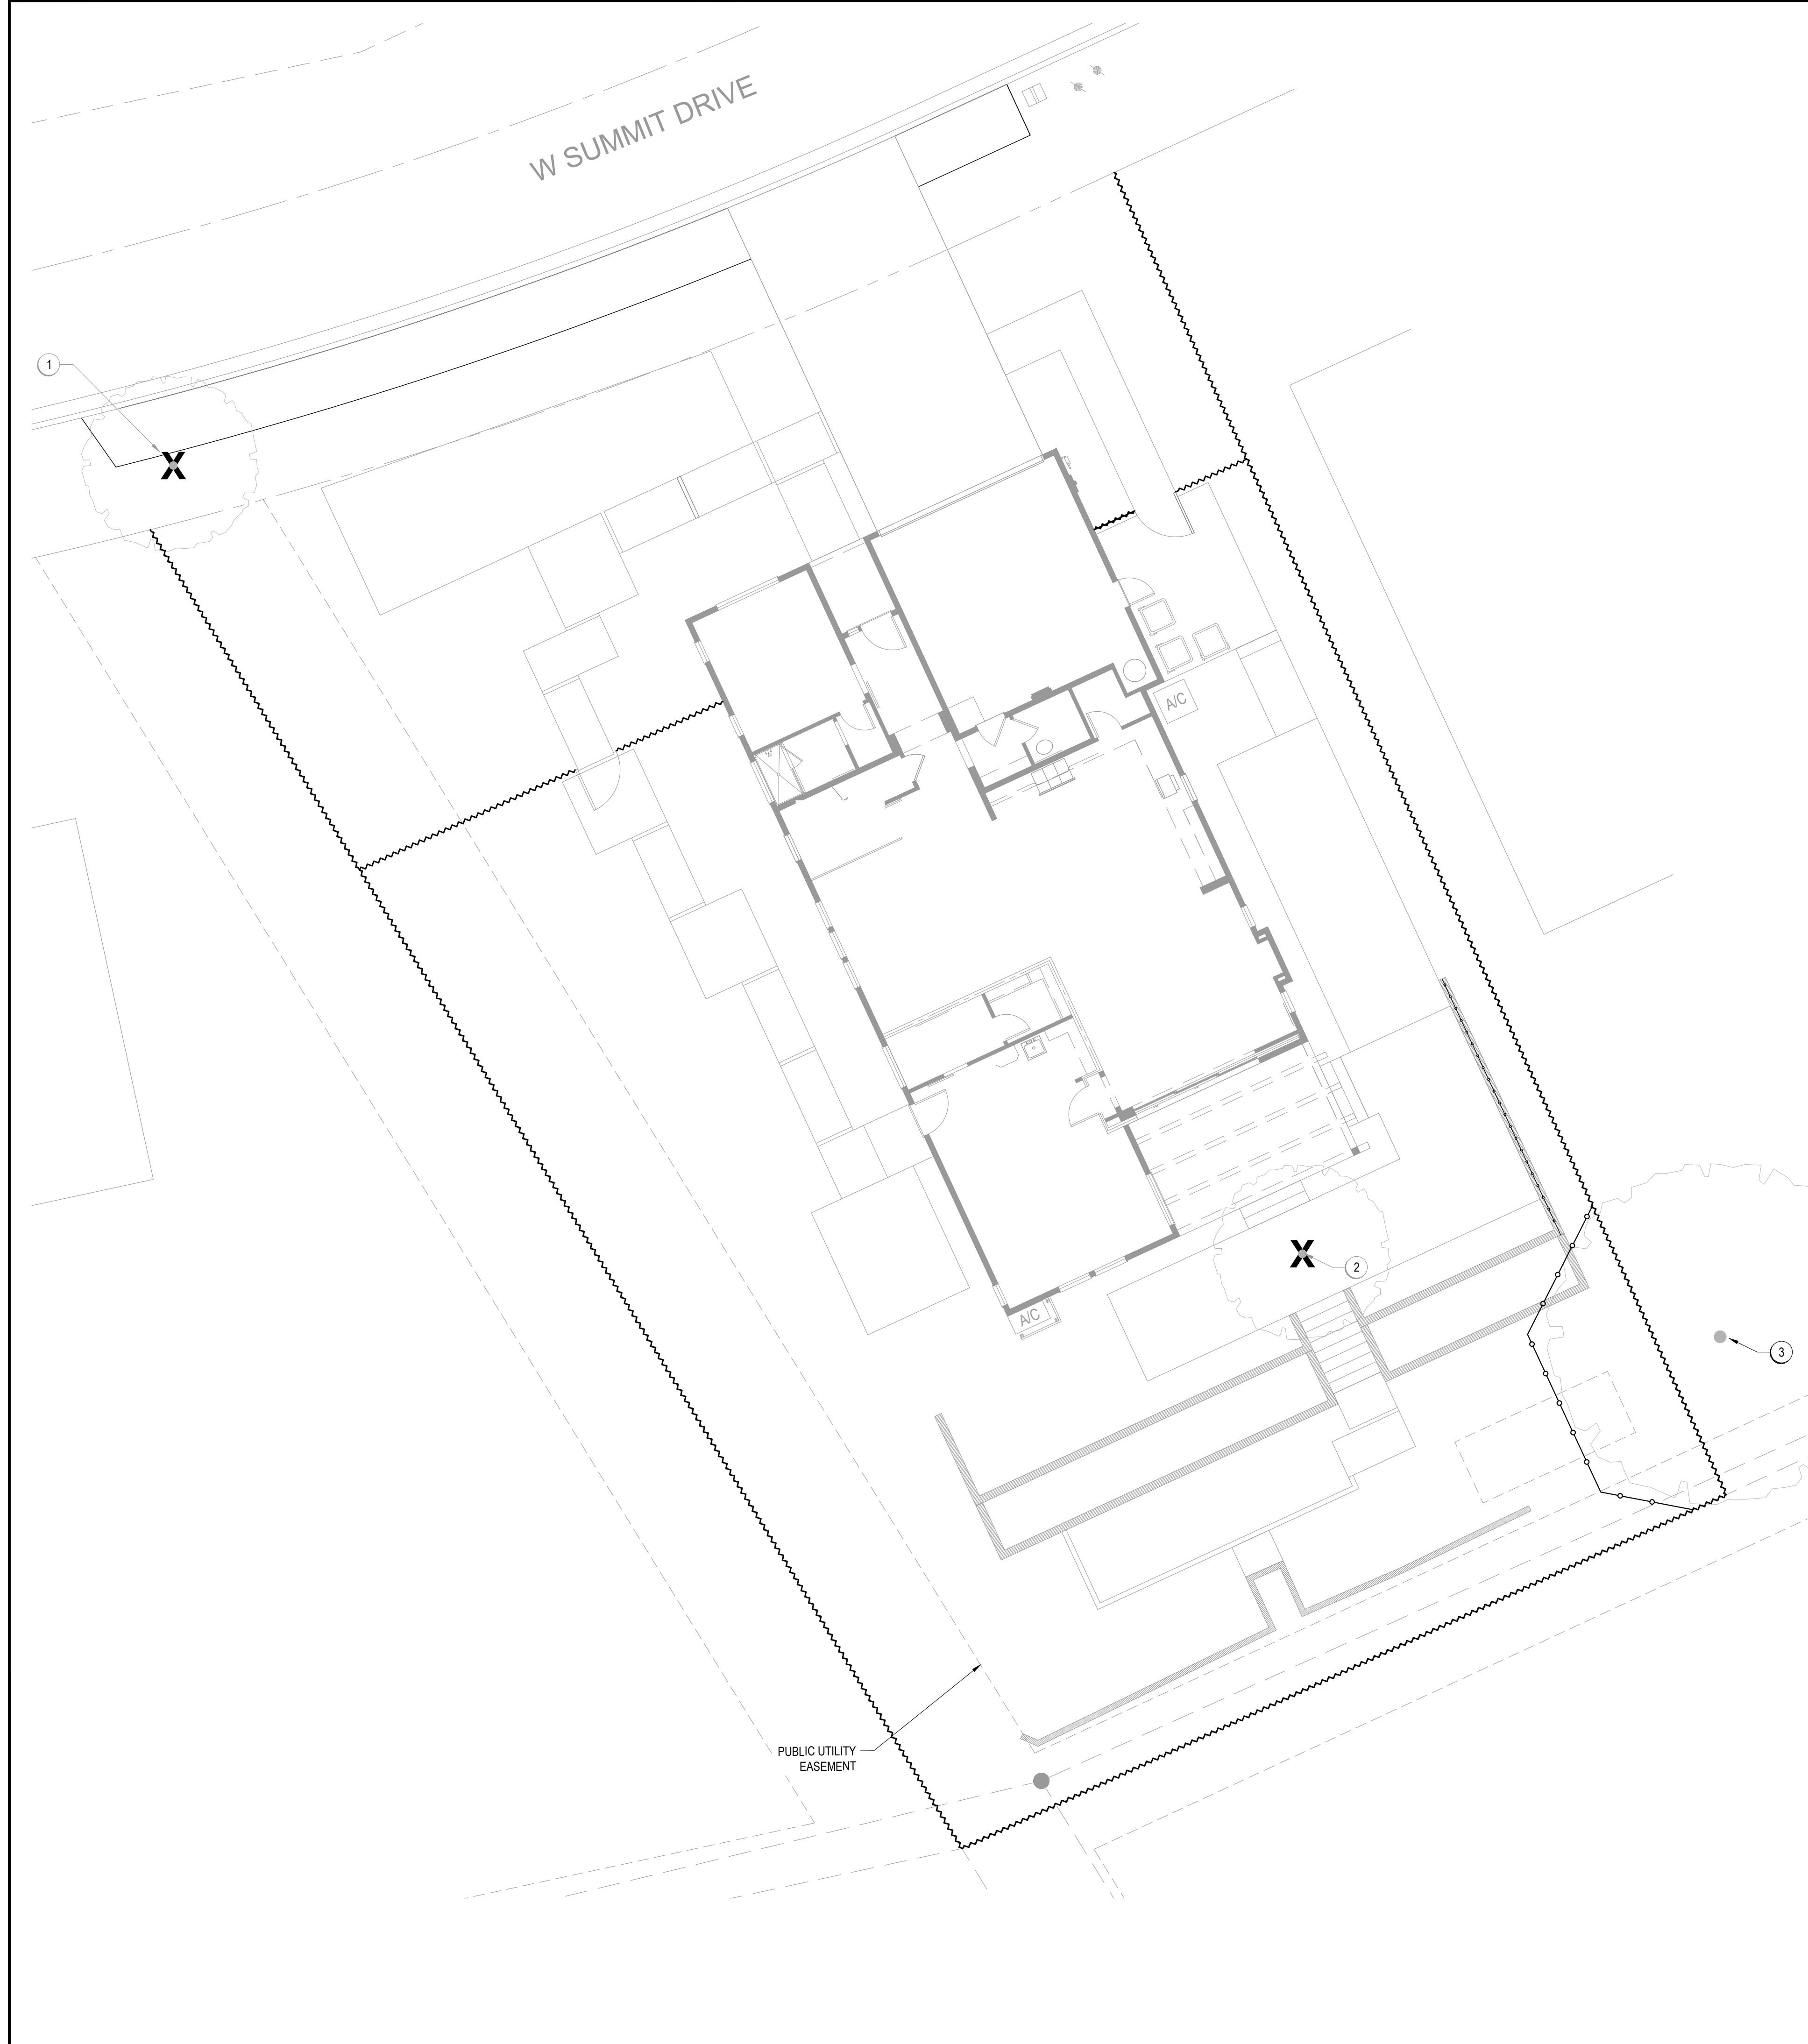 W SUMMIT DRIVE
1
A/C
A/C
2
3
PUBLIC UTILITY
EASEMENT